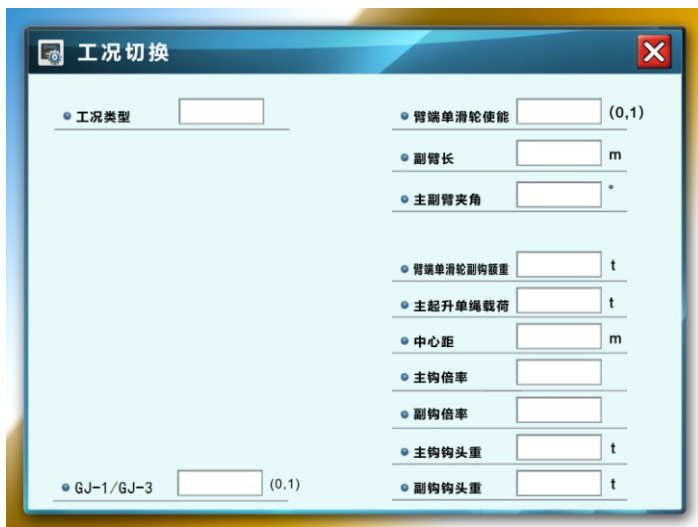 工况切换
工况类型
臂端单滑轮使能 (0,1)
副臂长 m
主副臂夹角 °
臂端单滑轮副钩额重 t
主起升单绳载荷 t
中心距 m
主钩倍率
副钩倍率
主钩钩头重 t
GJ-1/GJ-3 (0,1)
副钩钩头重 t